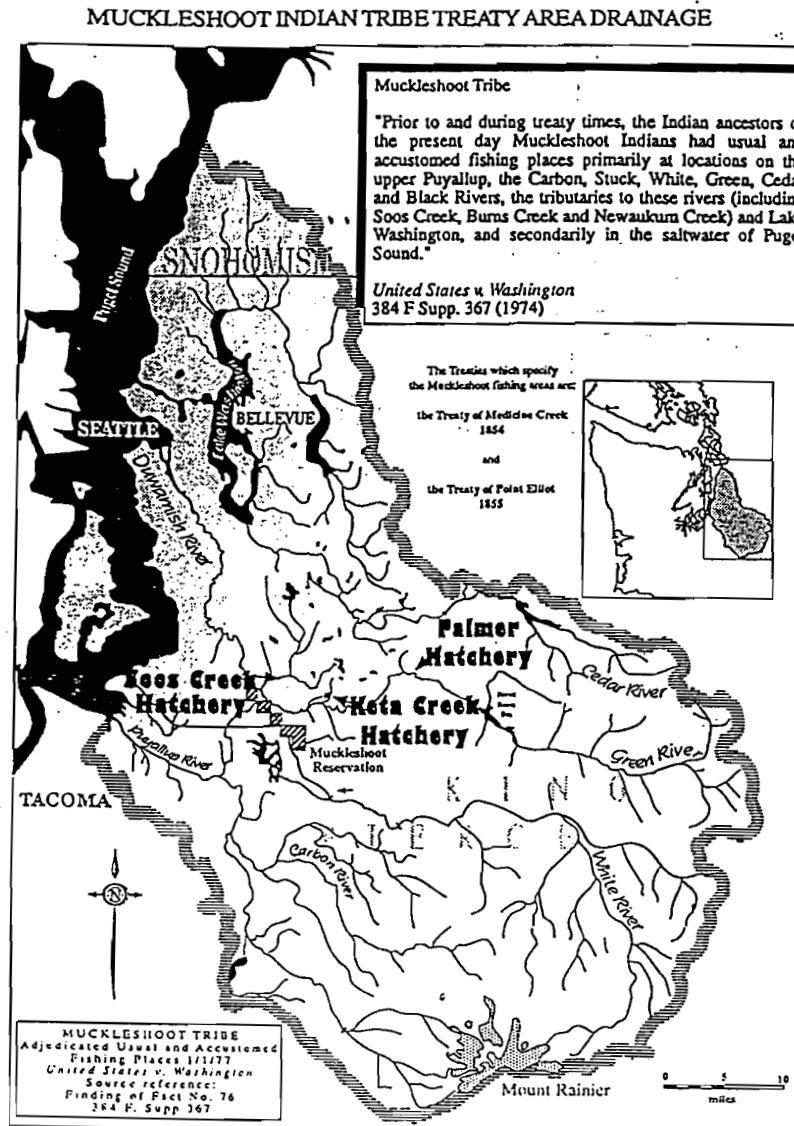 MUCKLESHOOT INDIAN TRIBE TREATY AREA DRAINAGE
Muckleshoot Tribe
"Prior to and during treaty times, the Indian ancestors o
the present day Muckleshoot Indians had usual an
accustomed fishing places primarily at locations on th
upper Puyallup, the Carbon, Stuck, White, Green, Ceda
and Black Rivers, the tributaries to these rivers (includin
Soos Creek, Burns Creek and Newaukum Creek) and Lak
Washington, and secondarily in the saltwater of Puge
Sound."
United States v. Washington
384 F Supp. 367 (1974)
Puget Sound
SNOHOMISH
The Treaties which specify
the Muckleshoot fishing areas are:
the Treaty of Medicine Creek
1854
and
the Treaty of Point Elliot
1855
SEATTLE
Lake Washington
BELLEVUE
Duwamish River
Palmer
Hatchery
Cedar River
Soos Creek
Hatchery
Keta Creek
Hatchery
Green River
Puyallup River
Muckleshoot
Reservation
TACOMA
KING
Carbon River
White River
N
MUCKLESHOOT TRIBE
Adjudicated Usual and Accustomed
Fishing Places 1/1/77
United States v. Washington
Source reference:
Finding of Fact No. 76
384 F. Supp 367
Mount Rainier
0 5 10
miles